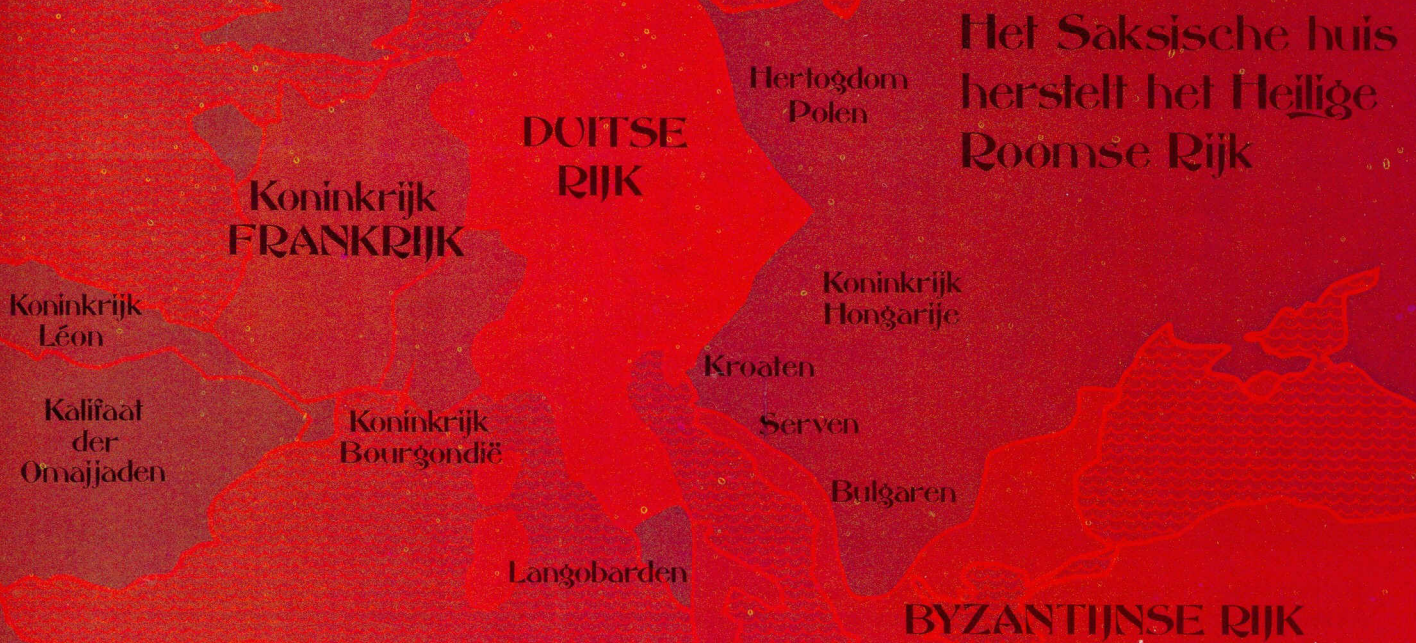 Het Saksische huis
herstelt het Heilige
Roomse Rijk
Hertogdom
Polen
DUITSE
RIJK
Koninkrijk
FRANKRIJK
Koninkrijk
Léon
Koninkrijk
Hongarije
Kroaten
Kalifaat
der
Omajjaden
Koninkrijk
Bourgondië
Serven
Bulgaren
Langobarden
BYZANTIJNSE RIJK